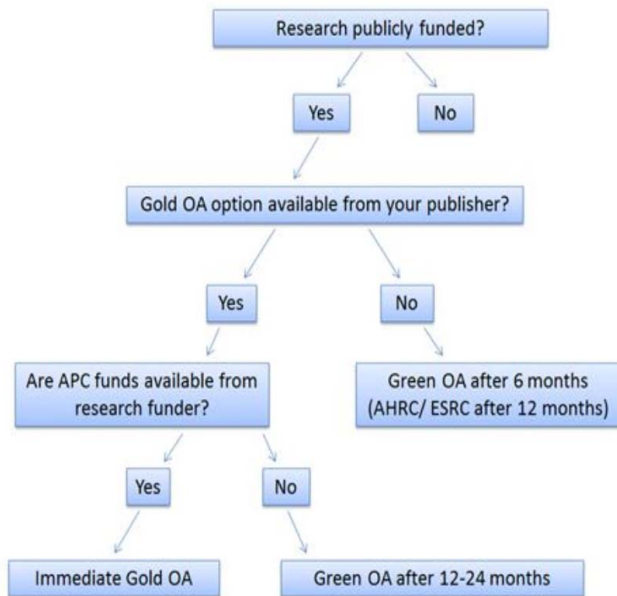 Research publicly funded?
Yes
No
Gold OA option available from your publisher?
Yes
No
Are APC funds available from
research funder?
Green OA after 6 months
(AHRC/ ESRC after 12 months)
Yes
No
Immediate Gold OA
Green OA after 12-24 months